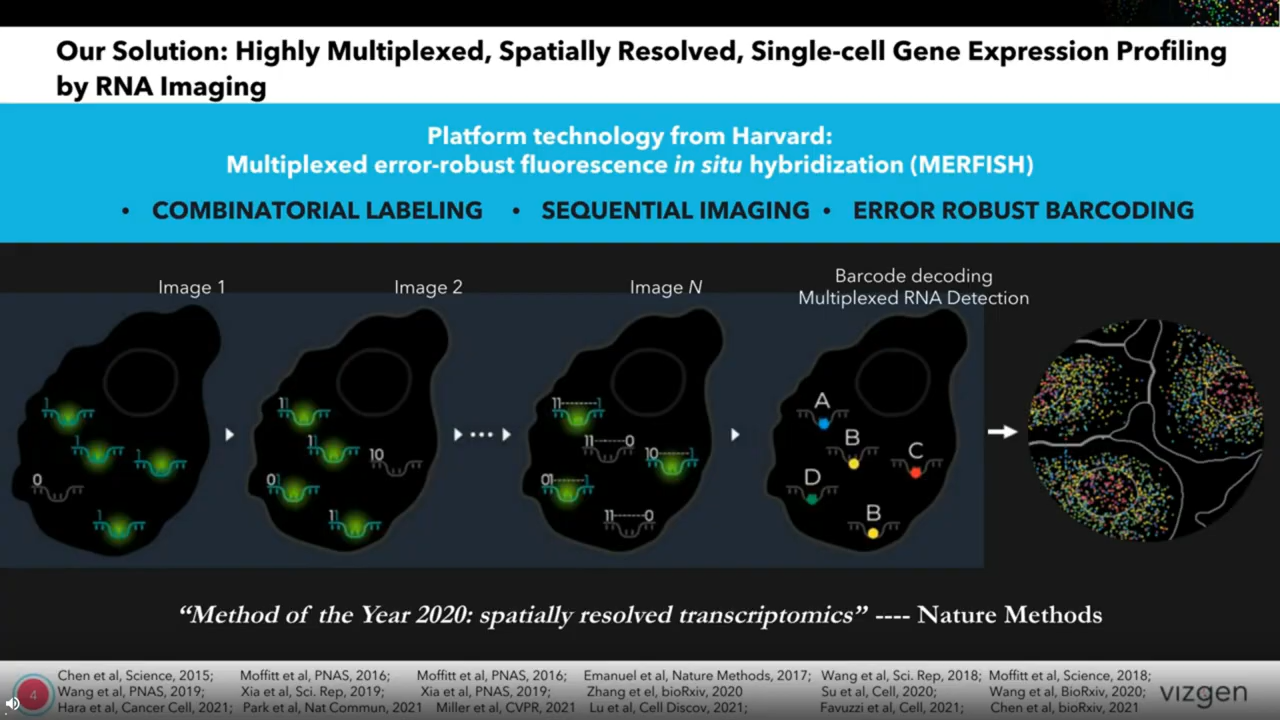 Our Solution: Highly Multiplexed, Spatially Resolved, Single-cell Gene Expression Profiling
by RNA Imaging
Platform technology from Harvard:
Multiplexed error-robust fluorescence in situ hybridization (MERFISH)
• COMBINATORIAL LABELING • SEQUENTIAL IMAGING • ERROR ROBUST BARCODING
Image 1
Image 2
Image N
Barcode decoding
Multiplexed RNA Detection
1
1
1
0
1
11
11
10
01
11
11--------1
11-------0
10-------1
01-------1
11-------0
A
B
C
D
B
“Method of the Year 2020: spatially resolved transcriptomics” ---- Nature Methods
4
Chen et al, Science, 2015; Moffitt et al, PNAS, 2016; Moffitt et al, PNAS, 2016; Emanuel et al, Nature Methods, 2017; Wang et al, Sci. Rep, 2018; Moffitt et al, Science, 2018;
Wang et al, PNAS, 2019; Xia et al, Sci. Rep, 2019; Xia et al, PNAS, 2019; Zhang et el, bioRxiv, 2020 Su et al, Cell, 2020; Wang et al, BioRxiv, 2020;
Hara et al, Cancer Cell, 2021; Park et al, Nat Commun, 2021 Miller et al, CVPR, 2021 Lu et al, Cell Discov, 2021; Favuzzi et al, Cell, 2021; Chen et al, bioRxiv, 2021
vizgen